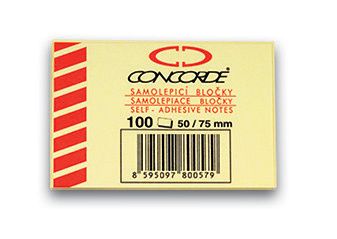 CONCORDE
SAMOLEPICÍ BLOČKY
SAMOLEPIACE BLOČKY
SELF - ADHESIVE NOTES
100 50 / 75 mm
8 595097 800579